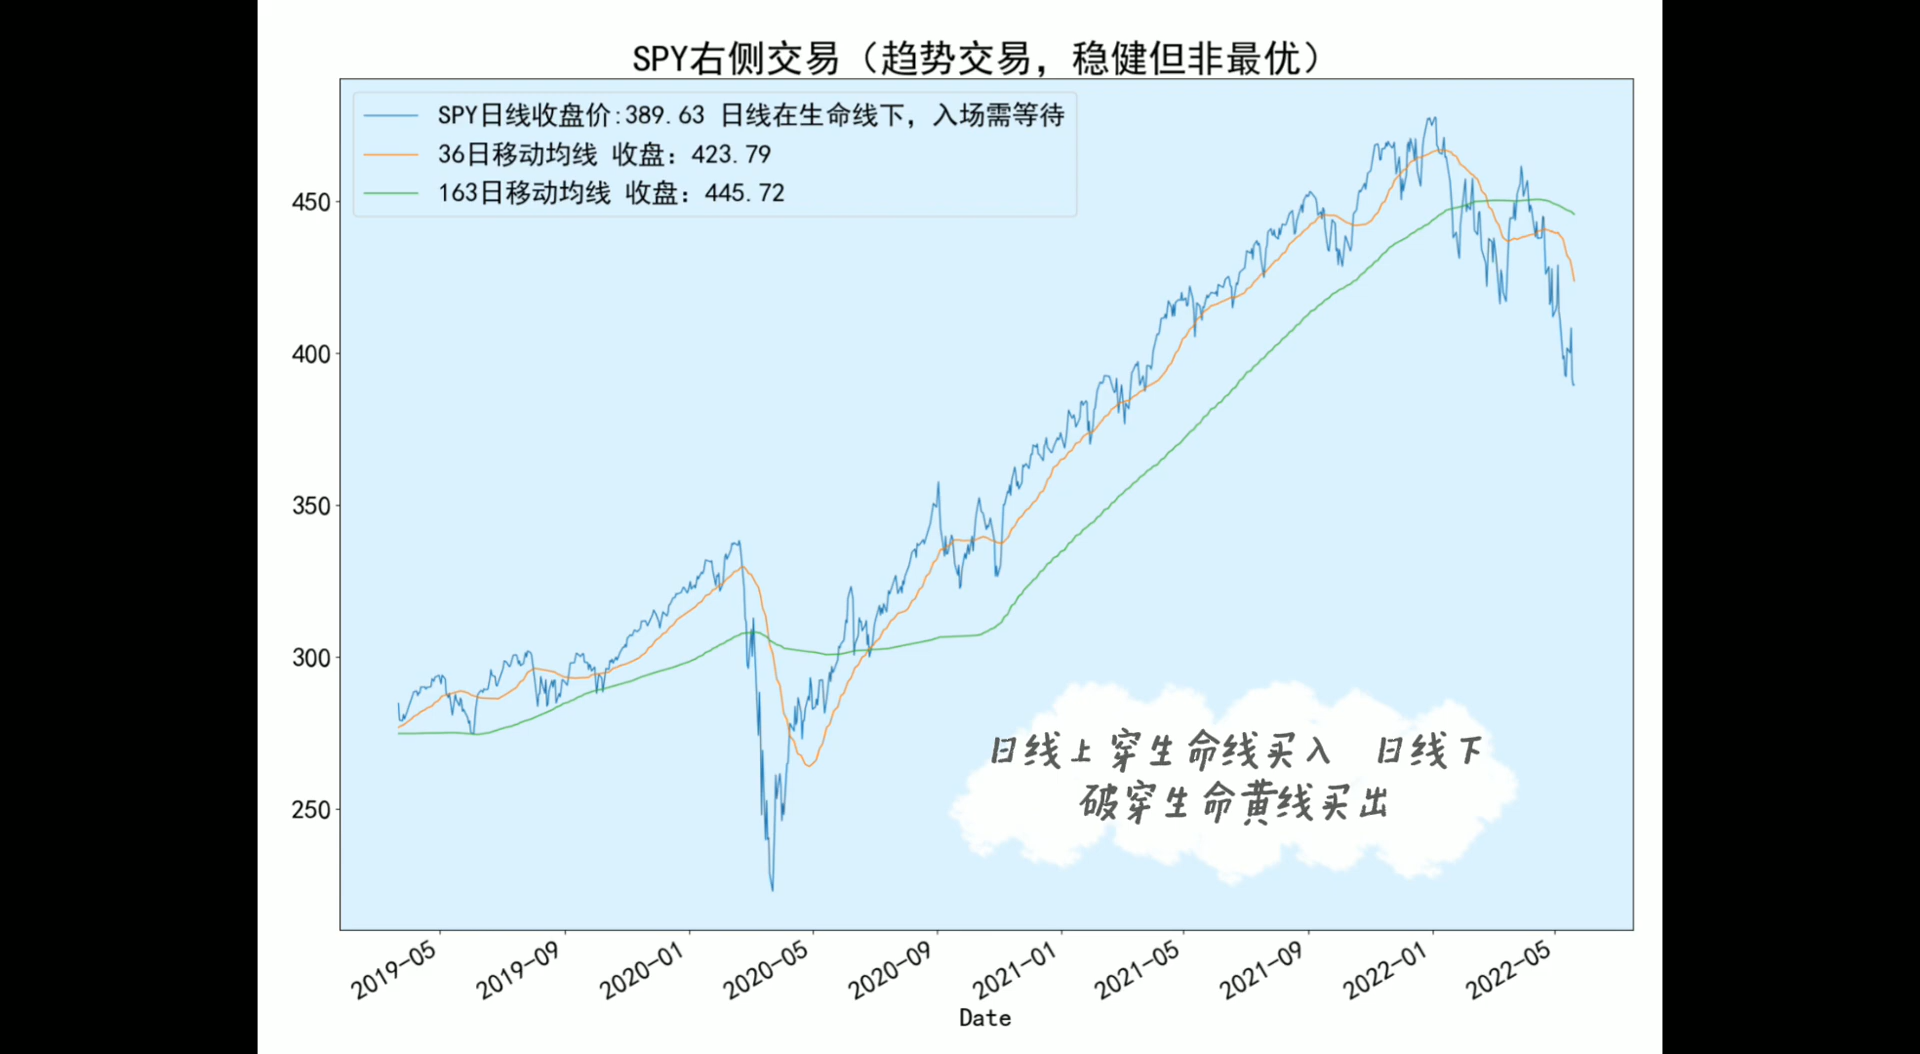 SPY右侧交易（趋势交易，稳健但非最优）
SPY日线收盘价:389.63 日线在生命线下，入场需等待
36日移动均线 收盘：423.79
163日移动均线 收盘：445.72
450
400
350
300
250
日线上穿生命线买入 日线下
破穿生命黄线买出
2019-05
2019-09
2020-01
2020-05
2020-09
2021-01
2021-05
2021-09
2022-01
2022-05
Date